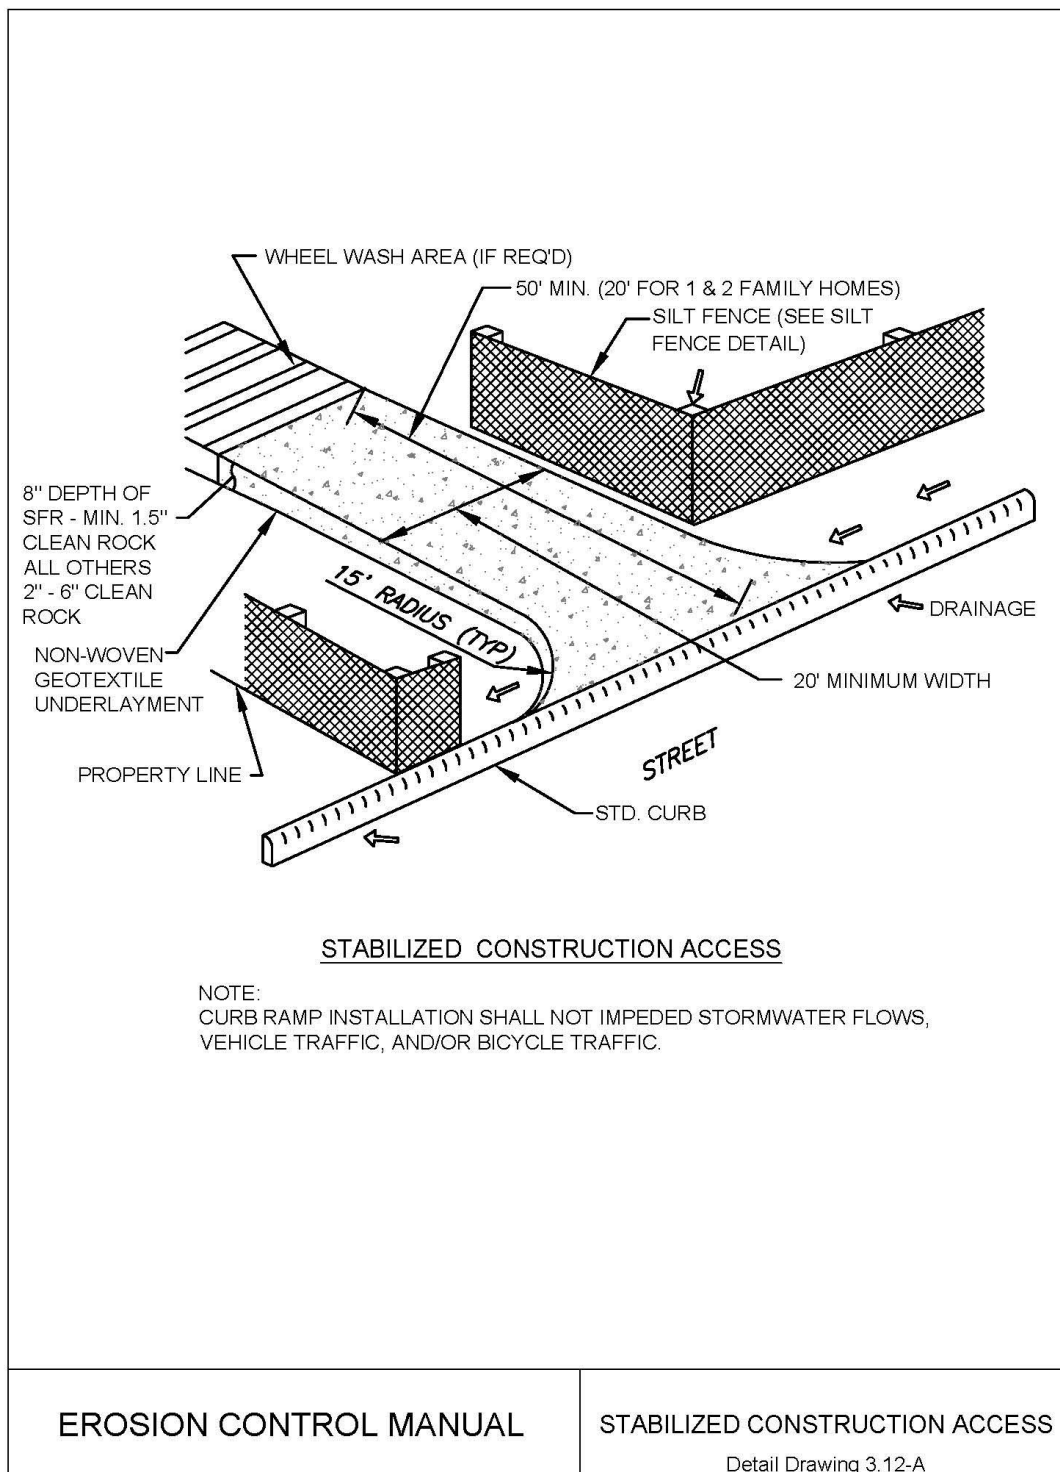 WHEEL WASH AREA (IF REQ'D)
50' MIN. (20' FOR 1 & 2 FAMILY HOMES)
SILT FENCE (SEE SILT
FENCE DETAIL)
8" DEPTH OF
SFR - MIN. 1.5"
CLEAN ROCK
ALL OTHERS
2" - 6" CLEAN
ROCK
15' RADIUS (TYP)
DRAINAGE
NON-WOVEN
GEOTEXTILE
UNDERLAYMENT
20' MINIMUM WIDTH
STREET
PROPERTY LINE
STD. CURB
STABILIZED CONSTRUCTION ACCESS
NOTE:
CURB RAMP INSTALLATION SHALL NOT IMPEDED STORMWATER FLOWS,
VEHICLE TRAFFIC, AND/OR BICYCLE TRAFFIC.
EROSION CONTROL MANUAL
STABILIZED CONSTRUCTION ACCESS
Detail Drawing 3.12-A